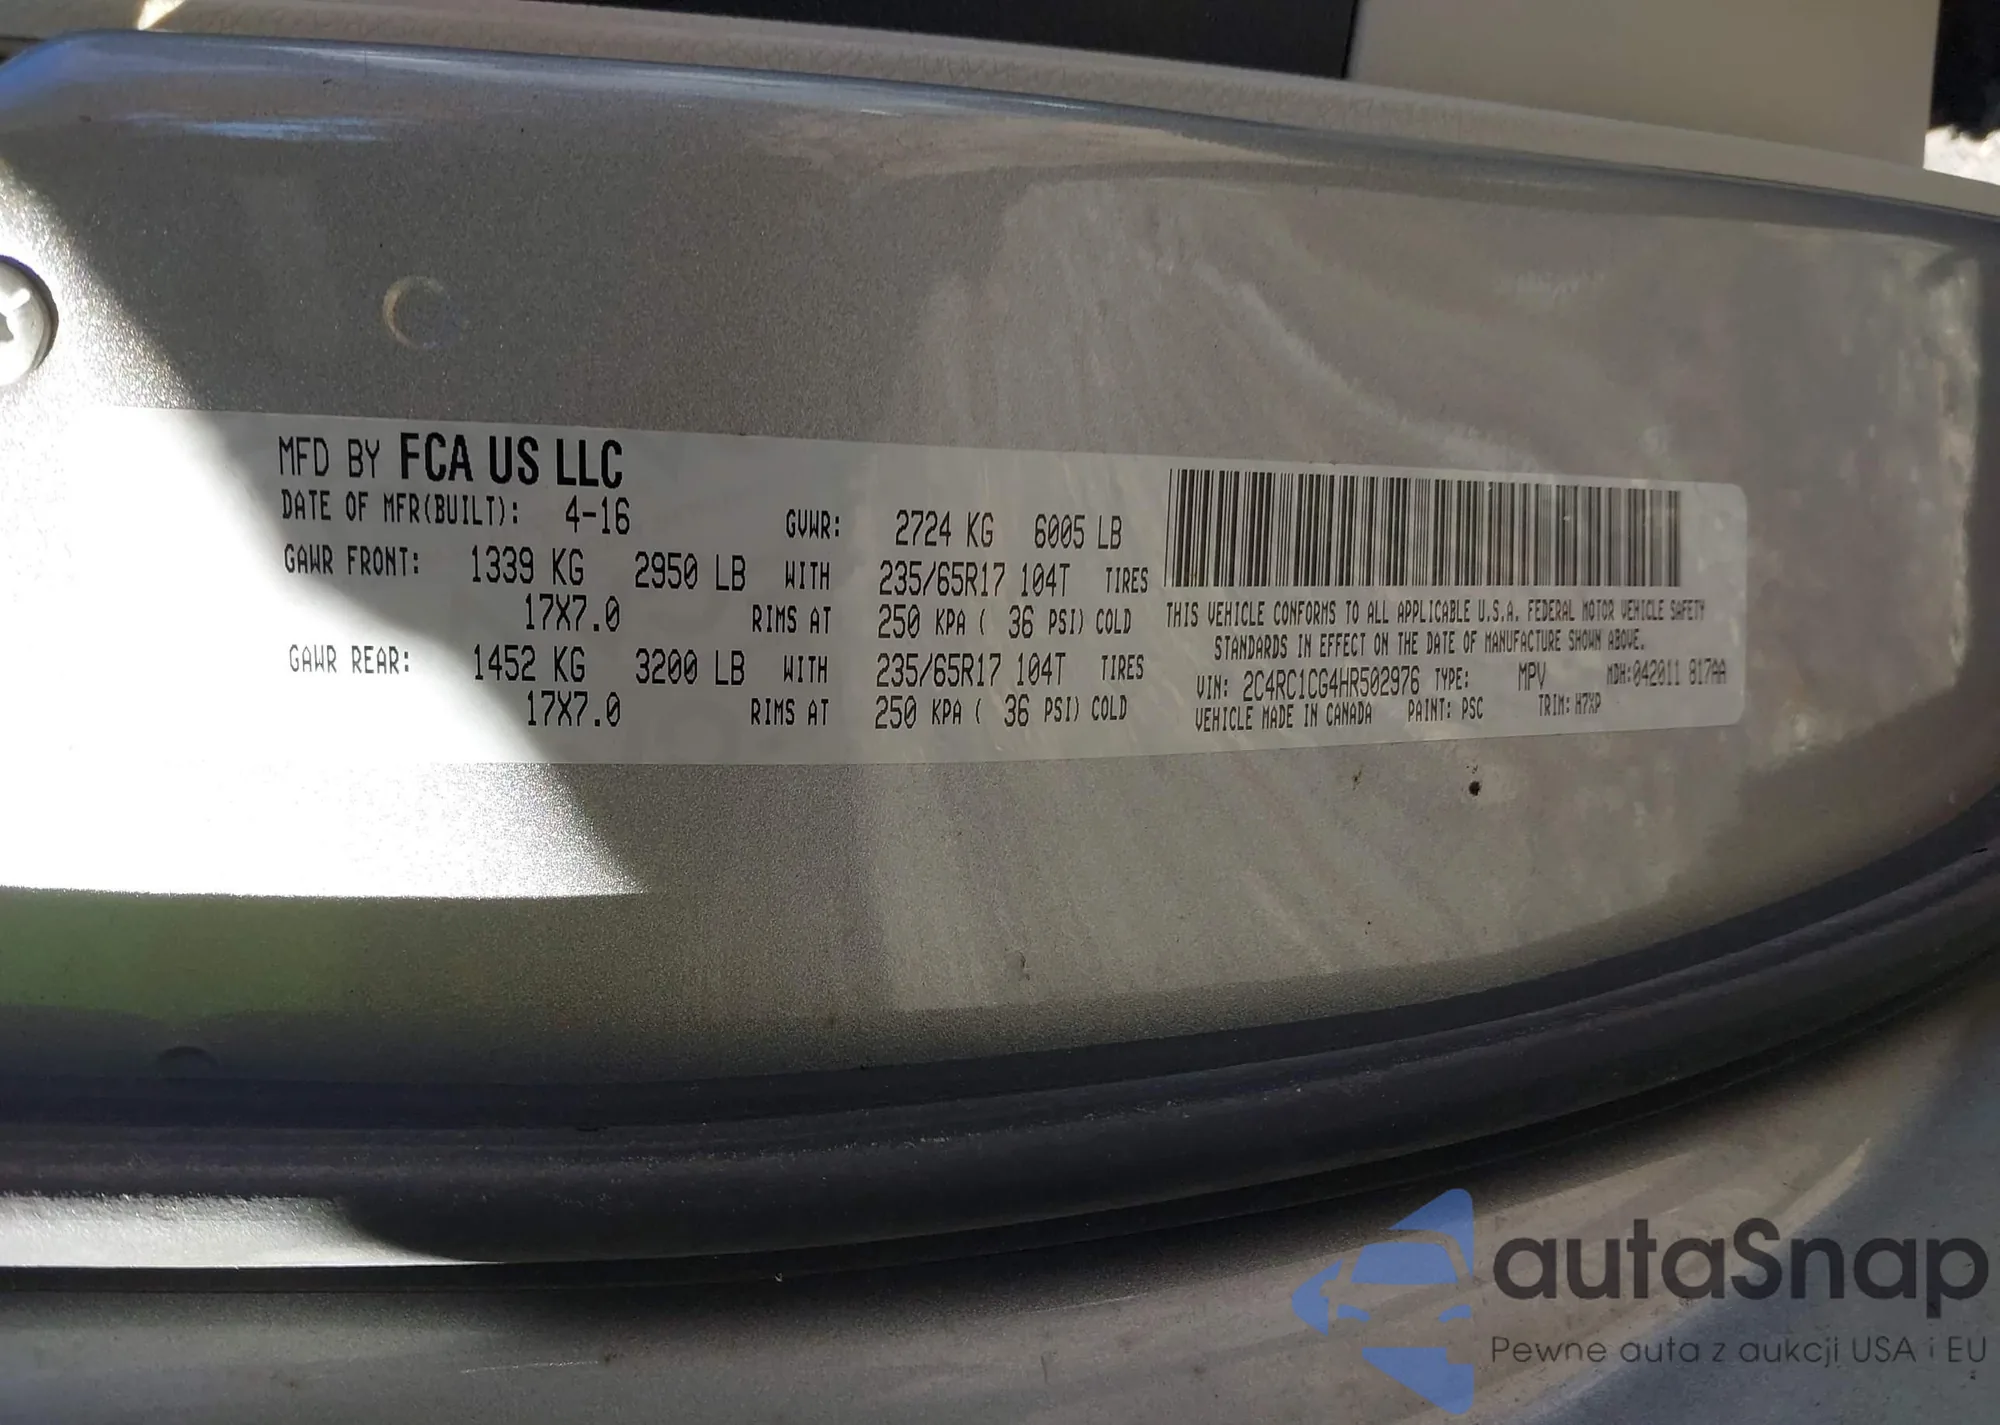 MFD BY FCA US LLC
DATE OF MFR(BUILT): 4-16 GVWR: 2724 KG 6005 LB
GAWR FRONT: 1339 KG 2950 LB WITH 235/65R17 104T TIRES
17X7.0 RIMS AT 250 KPA ( 36 PSI) COLD
GAWR REAR: 1452 KG 3200 LB WITH 235/65R17 104T TIRES
17X7.0 RIMS AT 250 KPA ( 36 PSI) COLD
THIS VEHICLE CONFORMS TO ALL APPLICABLE U.S.A. FEDERAL MOTOR VEHICLE SAFETY
STANDARDS IN EFFECT ON THE DATE OF MANUFACTURE SHOWN ABOVE.
VIN: 2C4RC1CG4HR502976 TYPE: MPV MDH:042011 817AA
VEHICLE MADE IN CANADA PAINT: PSC TRIM: H7XP
autaSnap
Pewne auta z aukcji USA i EU